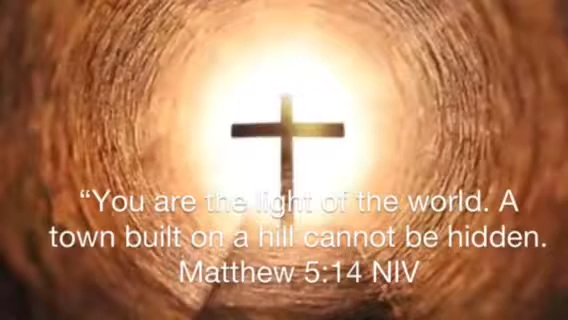 “You are the light of the world. A
town built on a hill cannot be hidden.
Matthew 5:14 NIV